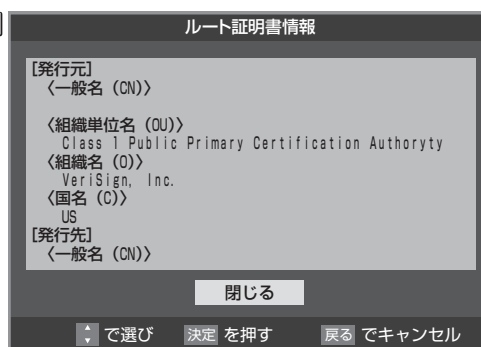 ルート証明書情報
[発行元]
〈一般名（CN）〉
〈組織単位名（OU）〉
Class 1 Public Primary Certification Authoryty
〈組織名（O）〉
VeriSign, Inc.
〈国名（C）〉
US
[発行先]
〈一般名（CN）〉
閉じる
で選び 決定 を押す 戻る でキャンセル